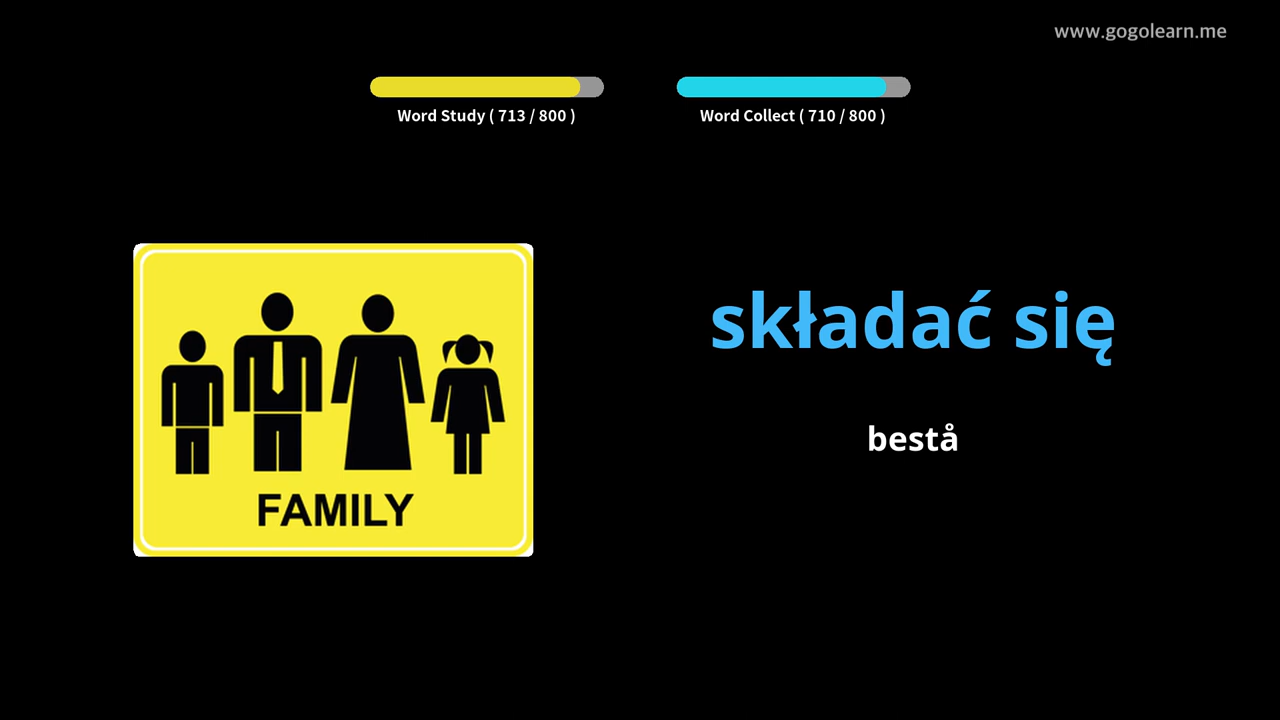 www.gogolearn.me
Word Study ( 713 / 800 )
Word Collect ( 710 / 800 )
FAMILY
składać się
bestå